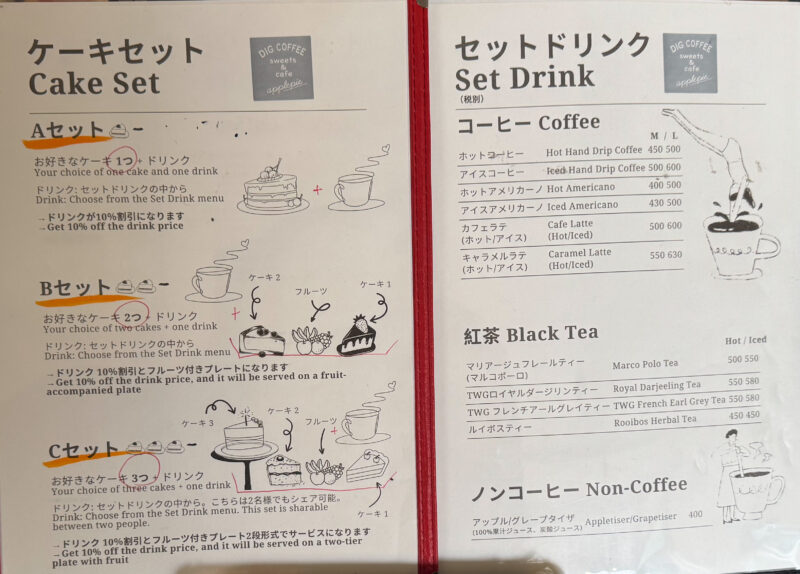 ケーキセット
Cake Set
DIG COFFEE
sweets
&
cafe
applepie
Aセット
お好きなケーキ 1つ + ドリンク
Your choice of one cake and one drink
ドリンク: セットドリンクの中から
Drink: Choose from the Set Drink menu
→ドリンクが10%割引になります
→Get 10% off the drink price
Bセット
ケーキ 2
フルーツ
ケーキ 1
お好きなケーキ 2つ + ドリンク
Your choice of two cakes + one drink
ドリンク: セットドリンクの中から
Drink: Choose from the Set Drink menu
→ドリンク 10%割引とフルーツ付きプレートになります
→Get 10% off the drink price, and it will be served on a fruit-
accompanied plate
ケーキ 3
ケーキ 2
フルーツ
ケーキ 1
Cセット
お好きなケーキ 3つ + ドリンク
Your choice of three cakes + one drink
ドリンク: セットドリンクの中から。こちらは2名様でもシェア可能。
Drink: Choose from the Set Drink menu. This set is sharable
between two people.
→ドリンク 10%割引とフルーツ付きプレート2段形式でサービスになります
→Get 10% off the drink price, and it will be served on a two-tier
plate with fruit
セットドリンク
Set Drink
(税別)
DIG COFFEE
sweets
&
cafe
applepie
コーヒー Coffee
M / L
ホットコーヒー Hot Hand Drip Coffee 450 500
アイスコーヒー Iced Hand Drip Coffee 500 600
ホットアメリカーノ Hot Americano 400 500
アイスアメリカーノ Iced Americano 430 500
カフェラテ Cafe Latte 500 600
(ホット/アイス) (Hot/Iced)
キャラメルラテ Caramel Latte 550 630
(ホット/アイス) (Hot/Iced)
紅茶 Black Tea
Hot / Iced
マリアージュフレールティー Marco Polo Tea 500 550
(マルコポーロ)
TWGロイヤルダージリンティー Royal Darjeeling Tea 550 580
TWG フレンチアールグレイティー TWG French Earl Grey Tea 550 580
ルイボスティー Rooibos Herbal Tea 450 450
ノンコーヒー Non-Coffee
アップル/グレープタイザ Appletiser/Grapetiser 400
(100%果汁ジュース、炭酸ジュース)